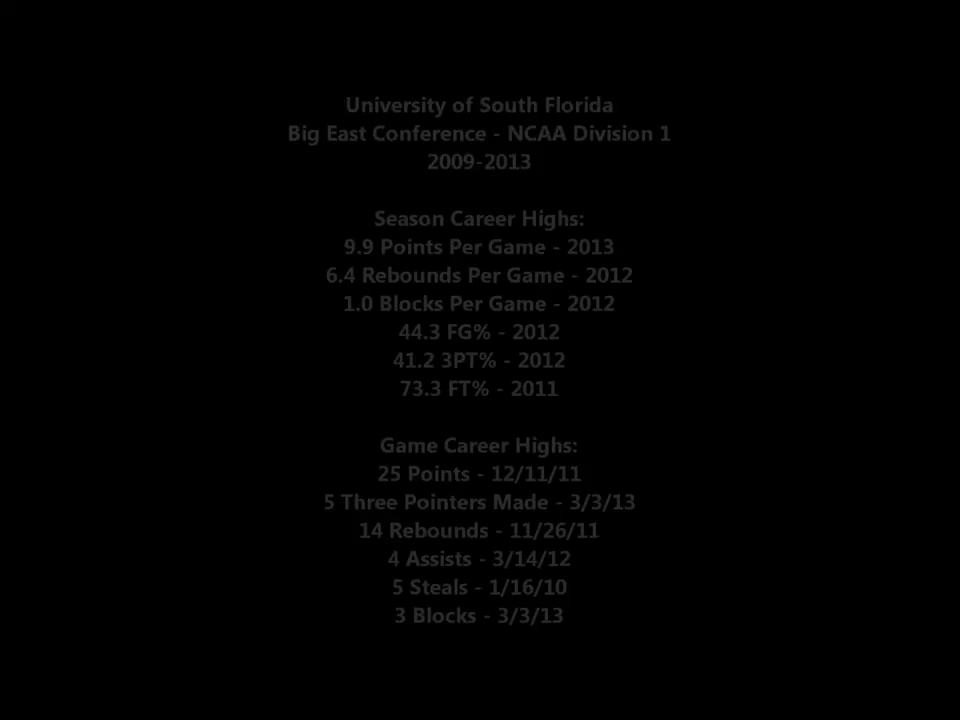 University of South Florida
Big East Conference - NCAA Division 1
2009-2013
Season Career Highs:
9.9 Points Per Game - 2013
6.4 Rebounds Per Game - 2012
1.0 Blocks Per Game - 2012
44.3 FG% - 2012
41.2 3PT% - 2012
73.3 FT% - 2011
Game Career Highs:
25 Points - 12/11/11
5 Three Pointers Made - 3/3/13
14 Rebounds - 11/26/11
4 Assists - 3/14/12
5 Steals - 1/16/10
3 Blocks - 3/3/13